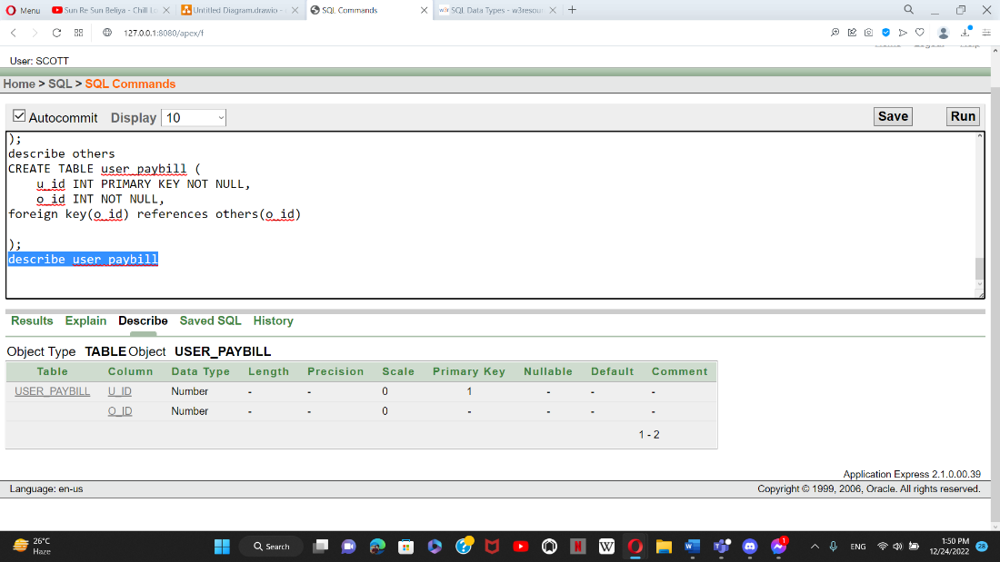 Menu
Sun Re Sun Beliya - Chill Lo
Untitled Diagram.drawio -
SQL Commands
w3r SQL Data Types - w3resour
127.0.0.1:8080/apex/f
User: SCOTT
Home > SQL > SQL Commands
Autocommit Display 10 Save Run
);
describe others
CREATE TABLE user_paybill (
u_id INT PRIMARY KEY NOT NULL,
o_id INT NOT NULL,
foreign key(o_id) references others(o_id)
);
describe user_paybill
Results Explain Describe Saved SQL History
Object Type TABLE Object USER_PAYBILL
Table Column Data Type Length Precision Scale Primary Key Nullable Default Comment
USER_PAYBILL U_ID Number - - 0 1 - - -
O_ID Number - - 0 - - - -
1 - 2
Application Express 2.1.0.00.39
Language: en-us Copyright © 1999, 2006, Oracle. All rights reserved.
26°C
Haze
Search
ENG
1:50 PM
12/24/2022
28
1